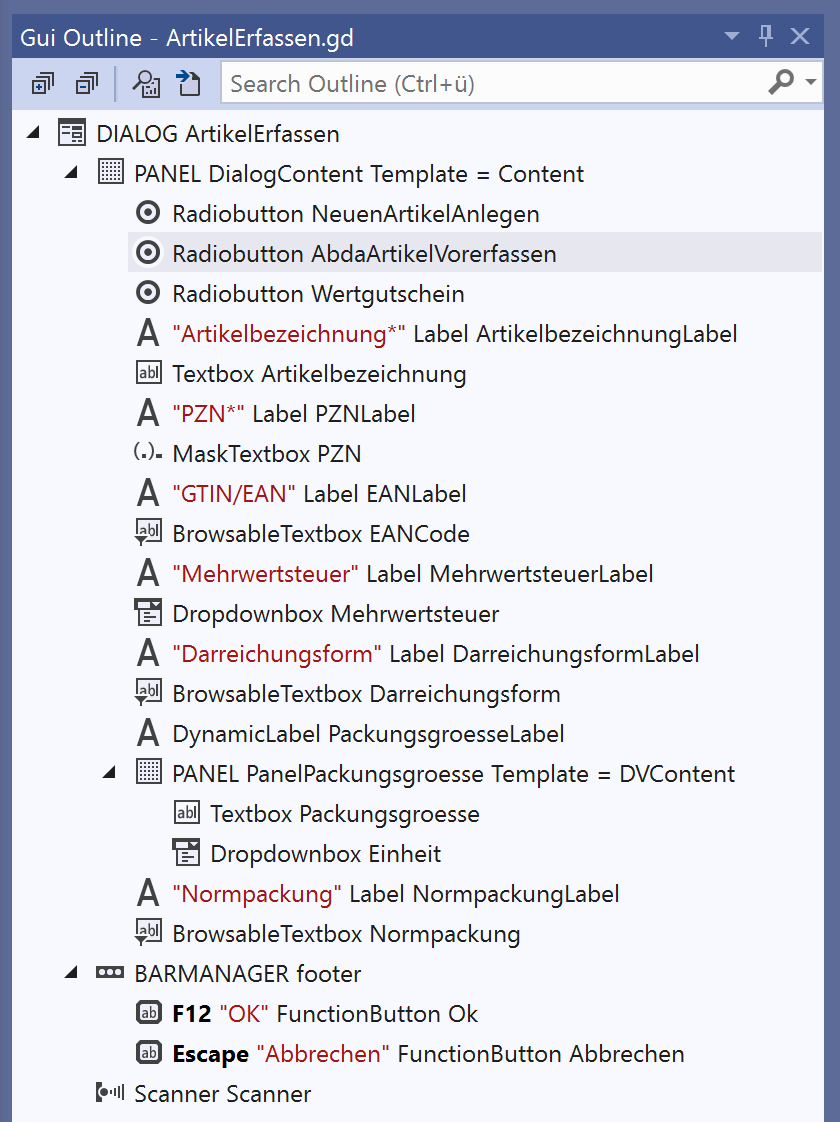 Gui Outline - ArtikelErfassen.gd
Search Outline (Ctrl+ü)
DIALOG ArtikelErfassen
PANEL DialogContent Template = Content
Radiobutton NeuenArtikelAnlegen
Radiobutton AbdaArtikelVorerfassen
Radiobutton Wertgutschein
"Artikelbezeichnung*" Label ArtikelbezeichnungLabel
Textbox Artikelbezeichnung
"PZN*" Label PZNLabel
MaskTextbox PZN
"GTIN/EAN" Label EANLabel
BrowsableTextbox EANCode
"Mehrwertsteuer" Label MehrwertsteuerLabel
Dropdownbox Mehrwertsteuer
"Darreichungsform" Label DarreichungsformLabel
BrowsableTextbox Darreichungsform
DynamicLabel PackungsgroesseLabel
PANEL PanelPackungsgroesse Template = DVContent
Textbox Packungsgroesse
Dropdownbox Einheit
"Normpackung" Label NormpackungLabel
BrowsableTextbox Normpackung
BARMANAGER footer
F12 "OK" FunctionButton Ok
Escape "Abbrechen" FunctionButton Abbrechen
Scanner Scanner